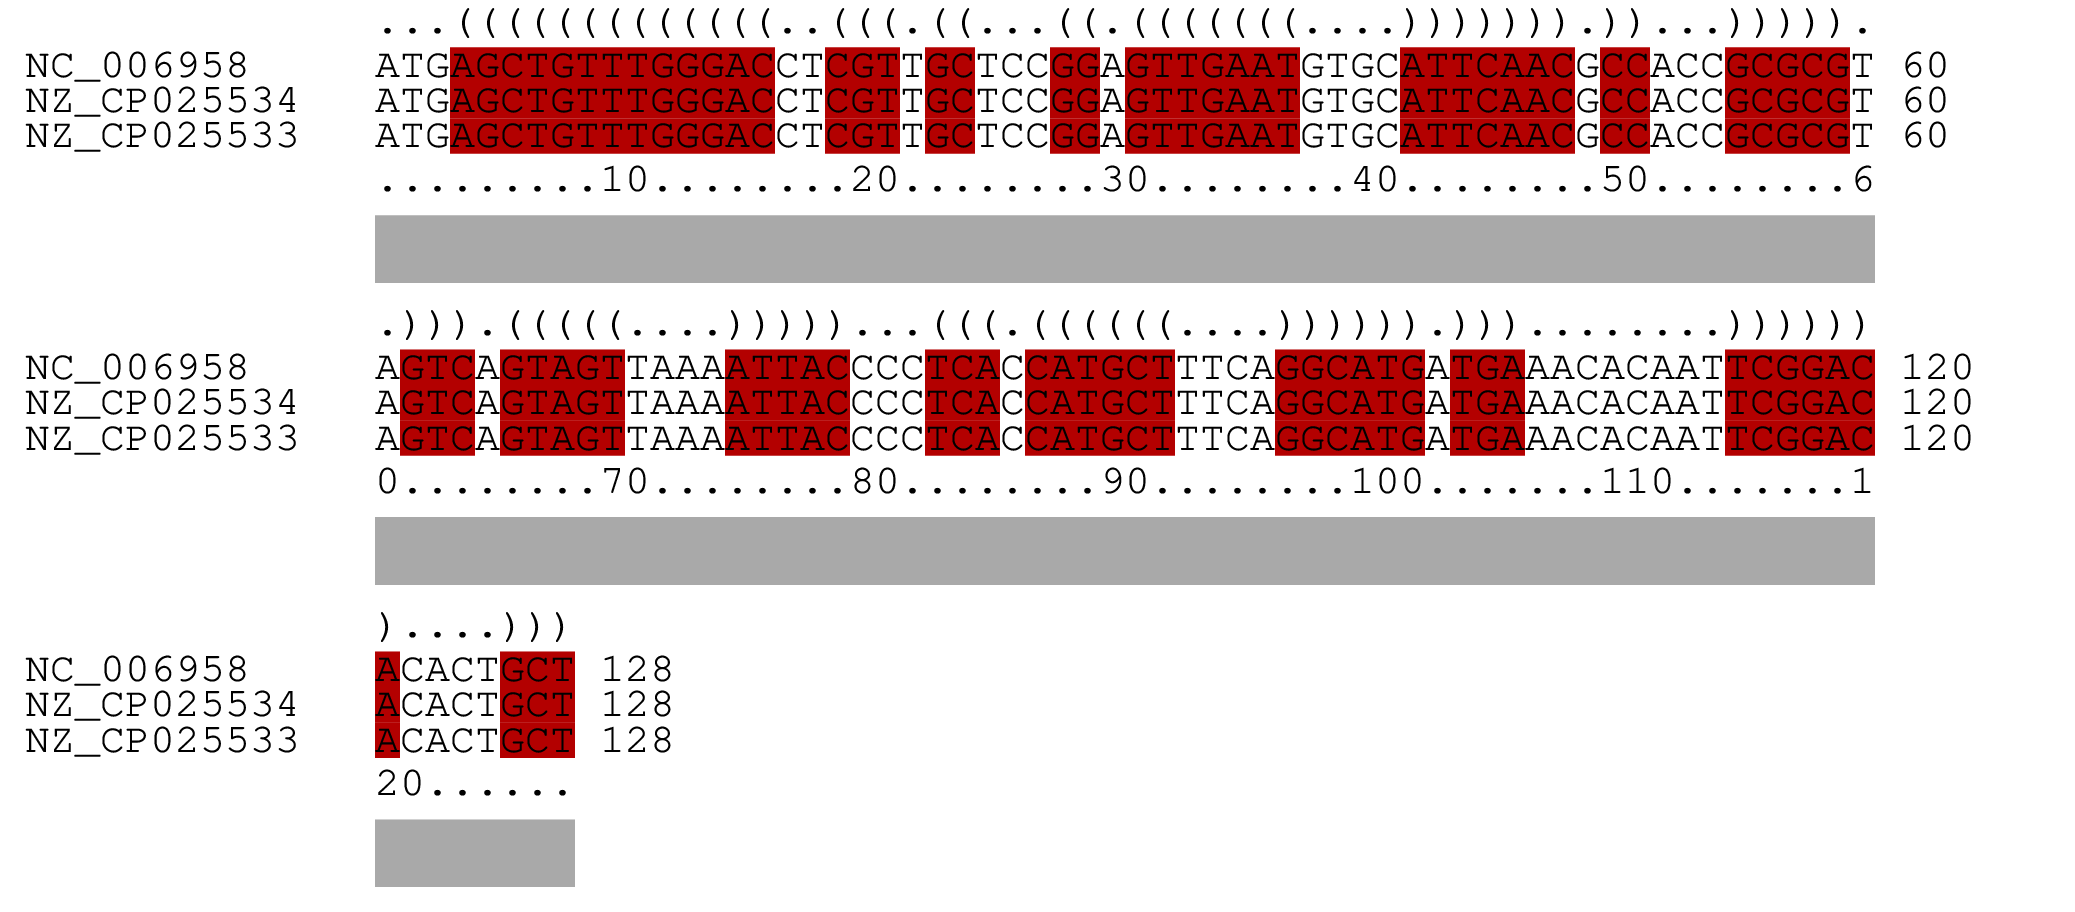 ...(((((((((((((..(((.((...((.(((((((....))))))).))...))))).
NC_006958 ATGAGCTGTTTGGGACCTCGTTGCTCCGGAGTTGAATGTGCATTCAACGCCACCGCGCGT 60
NZ_CP025534 ATGAGCTGTTTGGGACCTCGTTGCTCCGGAGTTGAATGTGCATTCAACGCCACCGCGCGT 60
NZ_CP025533 ATGAGCTGTTTGGGACCTCGTTGCTCCGGAGTTGAATGTGCATTCAACGCCACCGCGCGT 60
.........10........20........30........40........50........6
.))).(((((....)))))...(((.((((((....)))))).)))........))))))
NC_006958 AGTCAGTAGTTAAAATTACCCCTCACCATGCTTTCAGGCATGATGAAACACAATTCGGAC 120
NZ_CP025534 AGTCAGTAGTTAAAATTACCCCTCACCATGCTTTCAGGCATGATGAAACACAATTCGGAC 120
NZ_CP025533 AGTCAGTAGTTAAAATTACCCCTCACCATGCTTTCAGGCATGATGAAACACAATTCGGAC 120
0........70........80........90........100.......110.......1
)....)))
NC_006958 ACACTGCT 128
NZ_CP025534 ACACTGCT 128
NZ_CP025533 ACACTGCT 128
20......